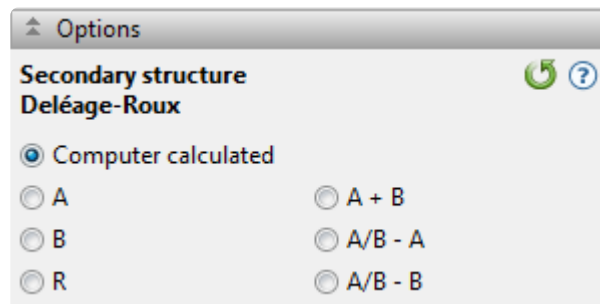 Options
Secondary structure
Deléage-Roux
?
Computer calculated
A
A + B
B
A/B - A
R
A/B - B